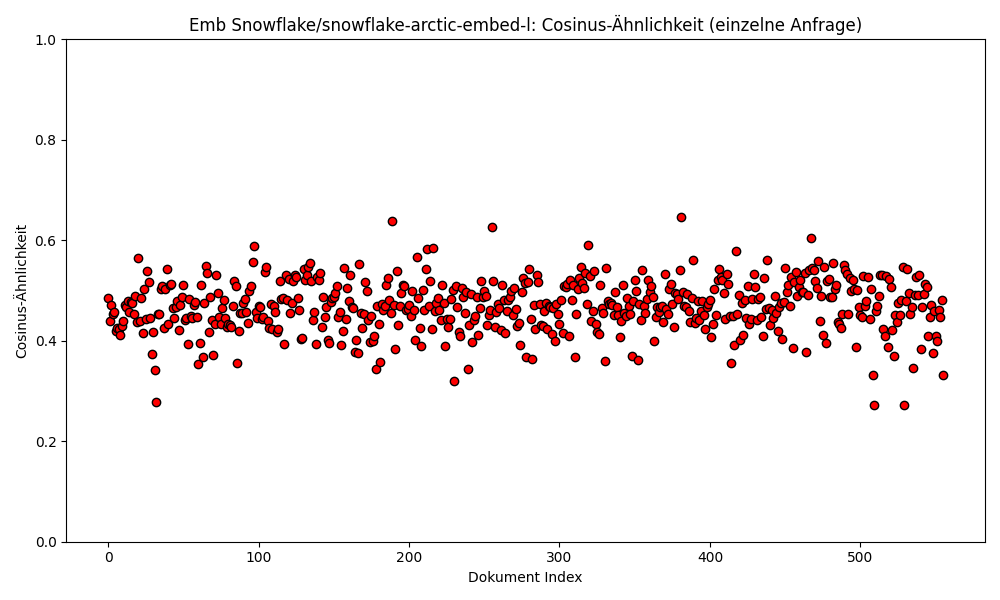 Emb Snowflake/snowflake-arctic-embed-l: Cosinus-Ähnlichkeit (einzelne Anfrage)
Cosinus-Ähnlichkeit
1.0
0.8
0.6
0.4
0.2
0.0
0 100 200 300 400 500
Dokument Index